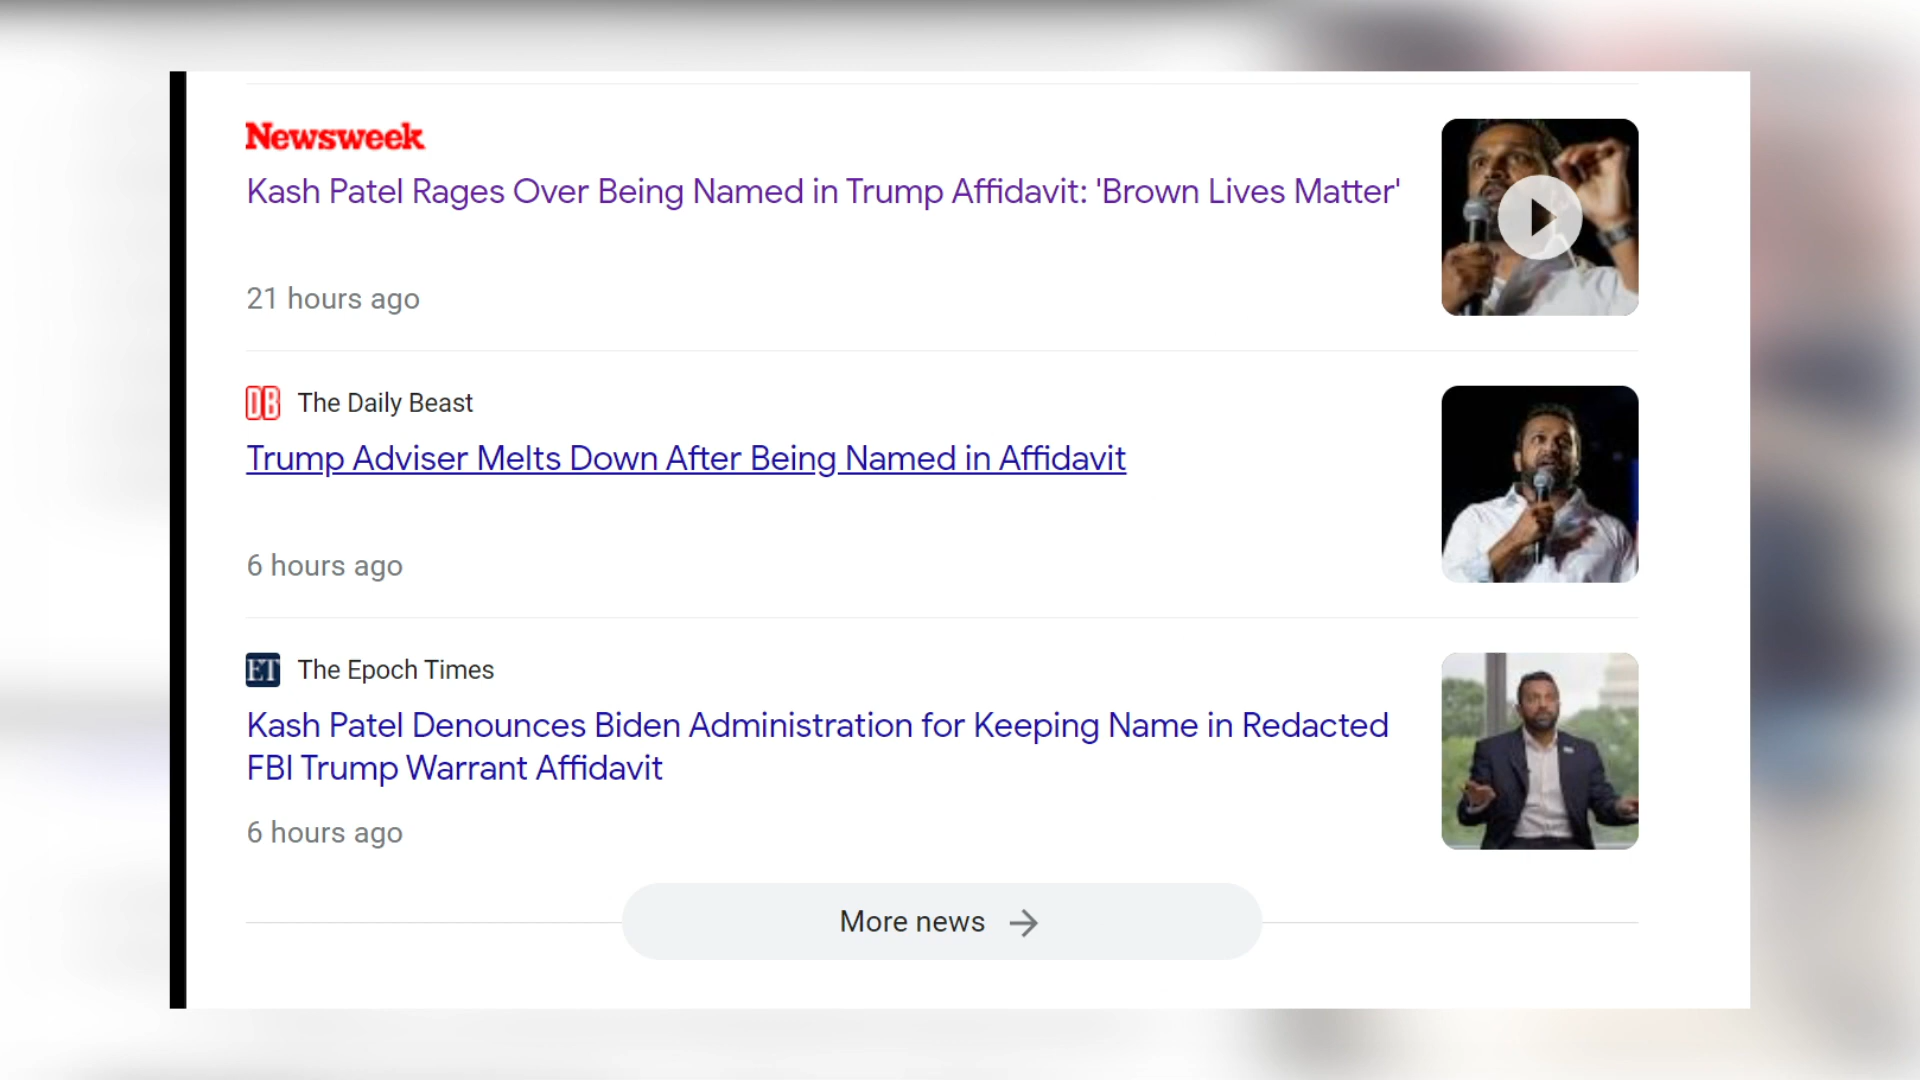 Newsweek
Kash Patel Rages Over Being Named in Trump Affidavit: 'Brown Lives Matter'
21 hours ago
DB The Daily Beast
Trump Adviser Melts Down After Being Named in Affidavit
6 hours ago
ET The Epoch Times
Kash Patel Denounces Biden Administration for Keeping Name in Redacted
FBI Trump Warrant Affidavit
6 hours ago
More news